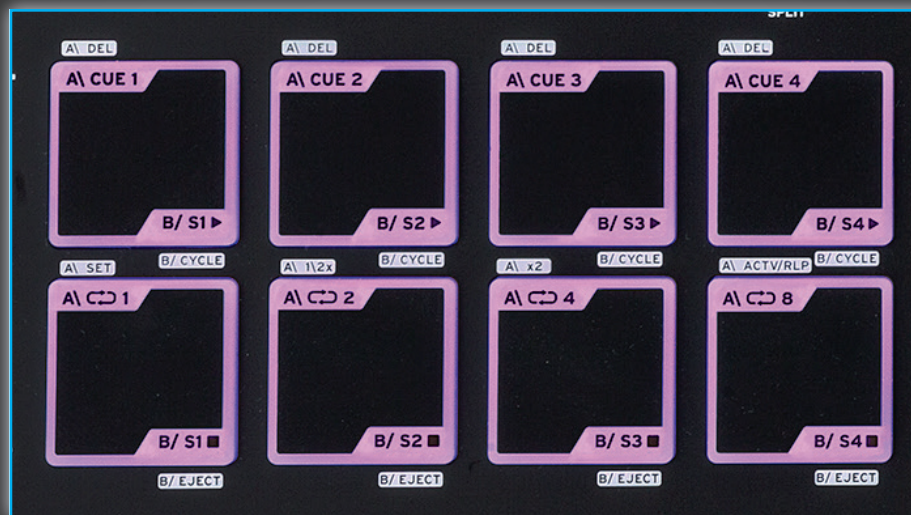 SPLIT
A\ DEL A\ DEL A\ DEL A\ DEL
A\ CUE 1 A\ CUE 2 A\ CUE 3 A\ CUE 4
B/ S1 ▶ B/ S2 ▶ B/ S3 ▶ B/ S4 ▶
B/ CYCLE B/ CYCLE B/ CYCLE B/ CYCLE
A\ SET A\ 1\2x A\ x2 A\ ACTV/RLP
A\ 1 A\ 2 A\ 4 A\ 8
B/ S1 ■ B/ S2 ■ B/ S3 ■ B/ S4 ■
B/ EJECT B/ EJECT B/ EJECT B/ EJECT